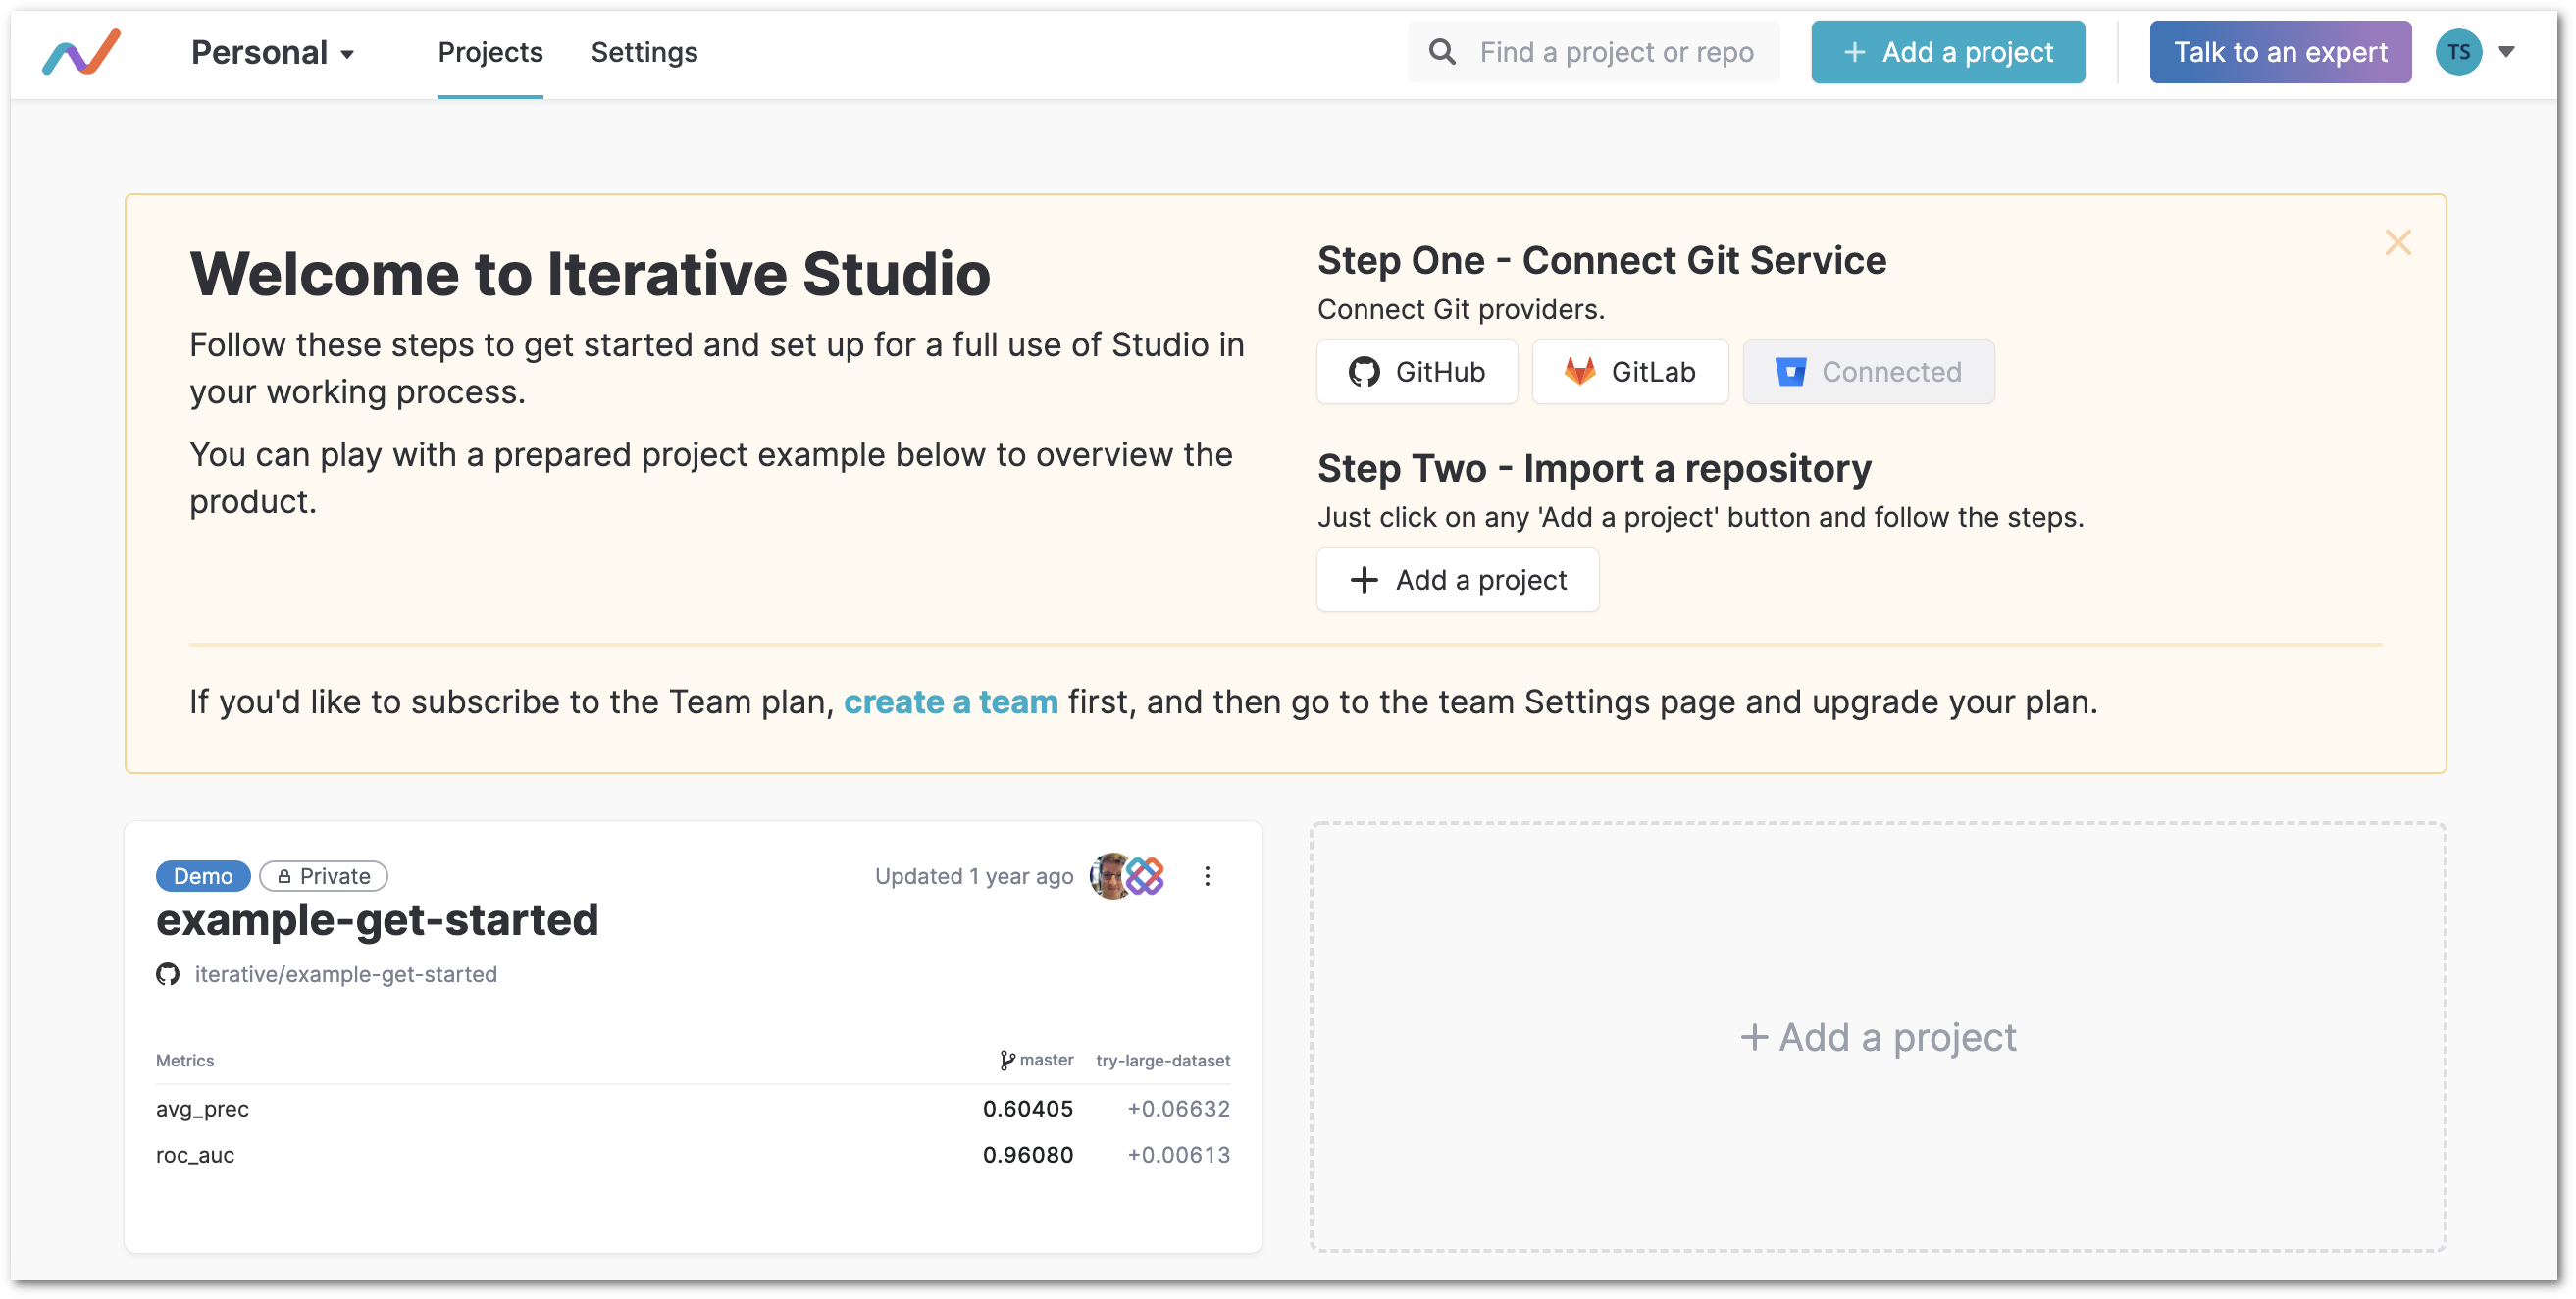 Personal
Projects
Settings
Find a project or repo
+ Add a project
Talk to an expert
TS
Welcome to Iterative Studio
Follow these steps to get started and set up for a full use of Studio in
your working process.
You can play with a prepared project example below to overview the
product.
Step One - Connect Git Service
Connect Git providers.
GitHub
GitLab
Connected
Step Two - Import a repository
Just click on any 'Add a project' button and follow the steps.
+ Add a project
If you'd like to subscribe to the Team plan, create a team first, and then go to the team Settings page and upgrade your plan.
Demo
Private
Updated 1 year ago
example-get-started
iterative/example-get-started
Metrics master try-large-dataset
avg_prec 0.60405 +0.06632
roc_auc 0.96080 +0.00613
+ Add a project